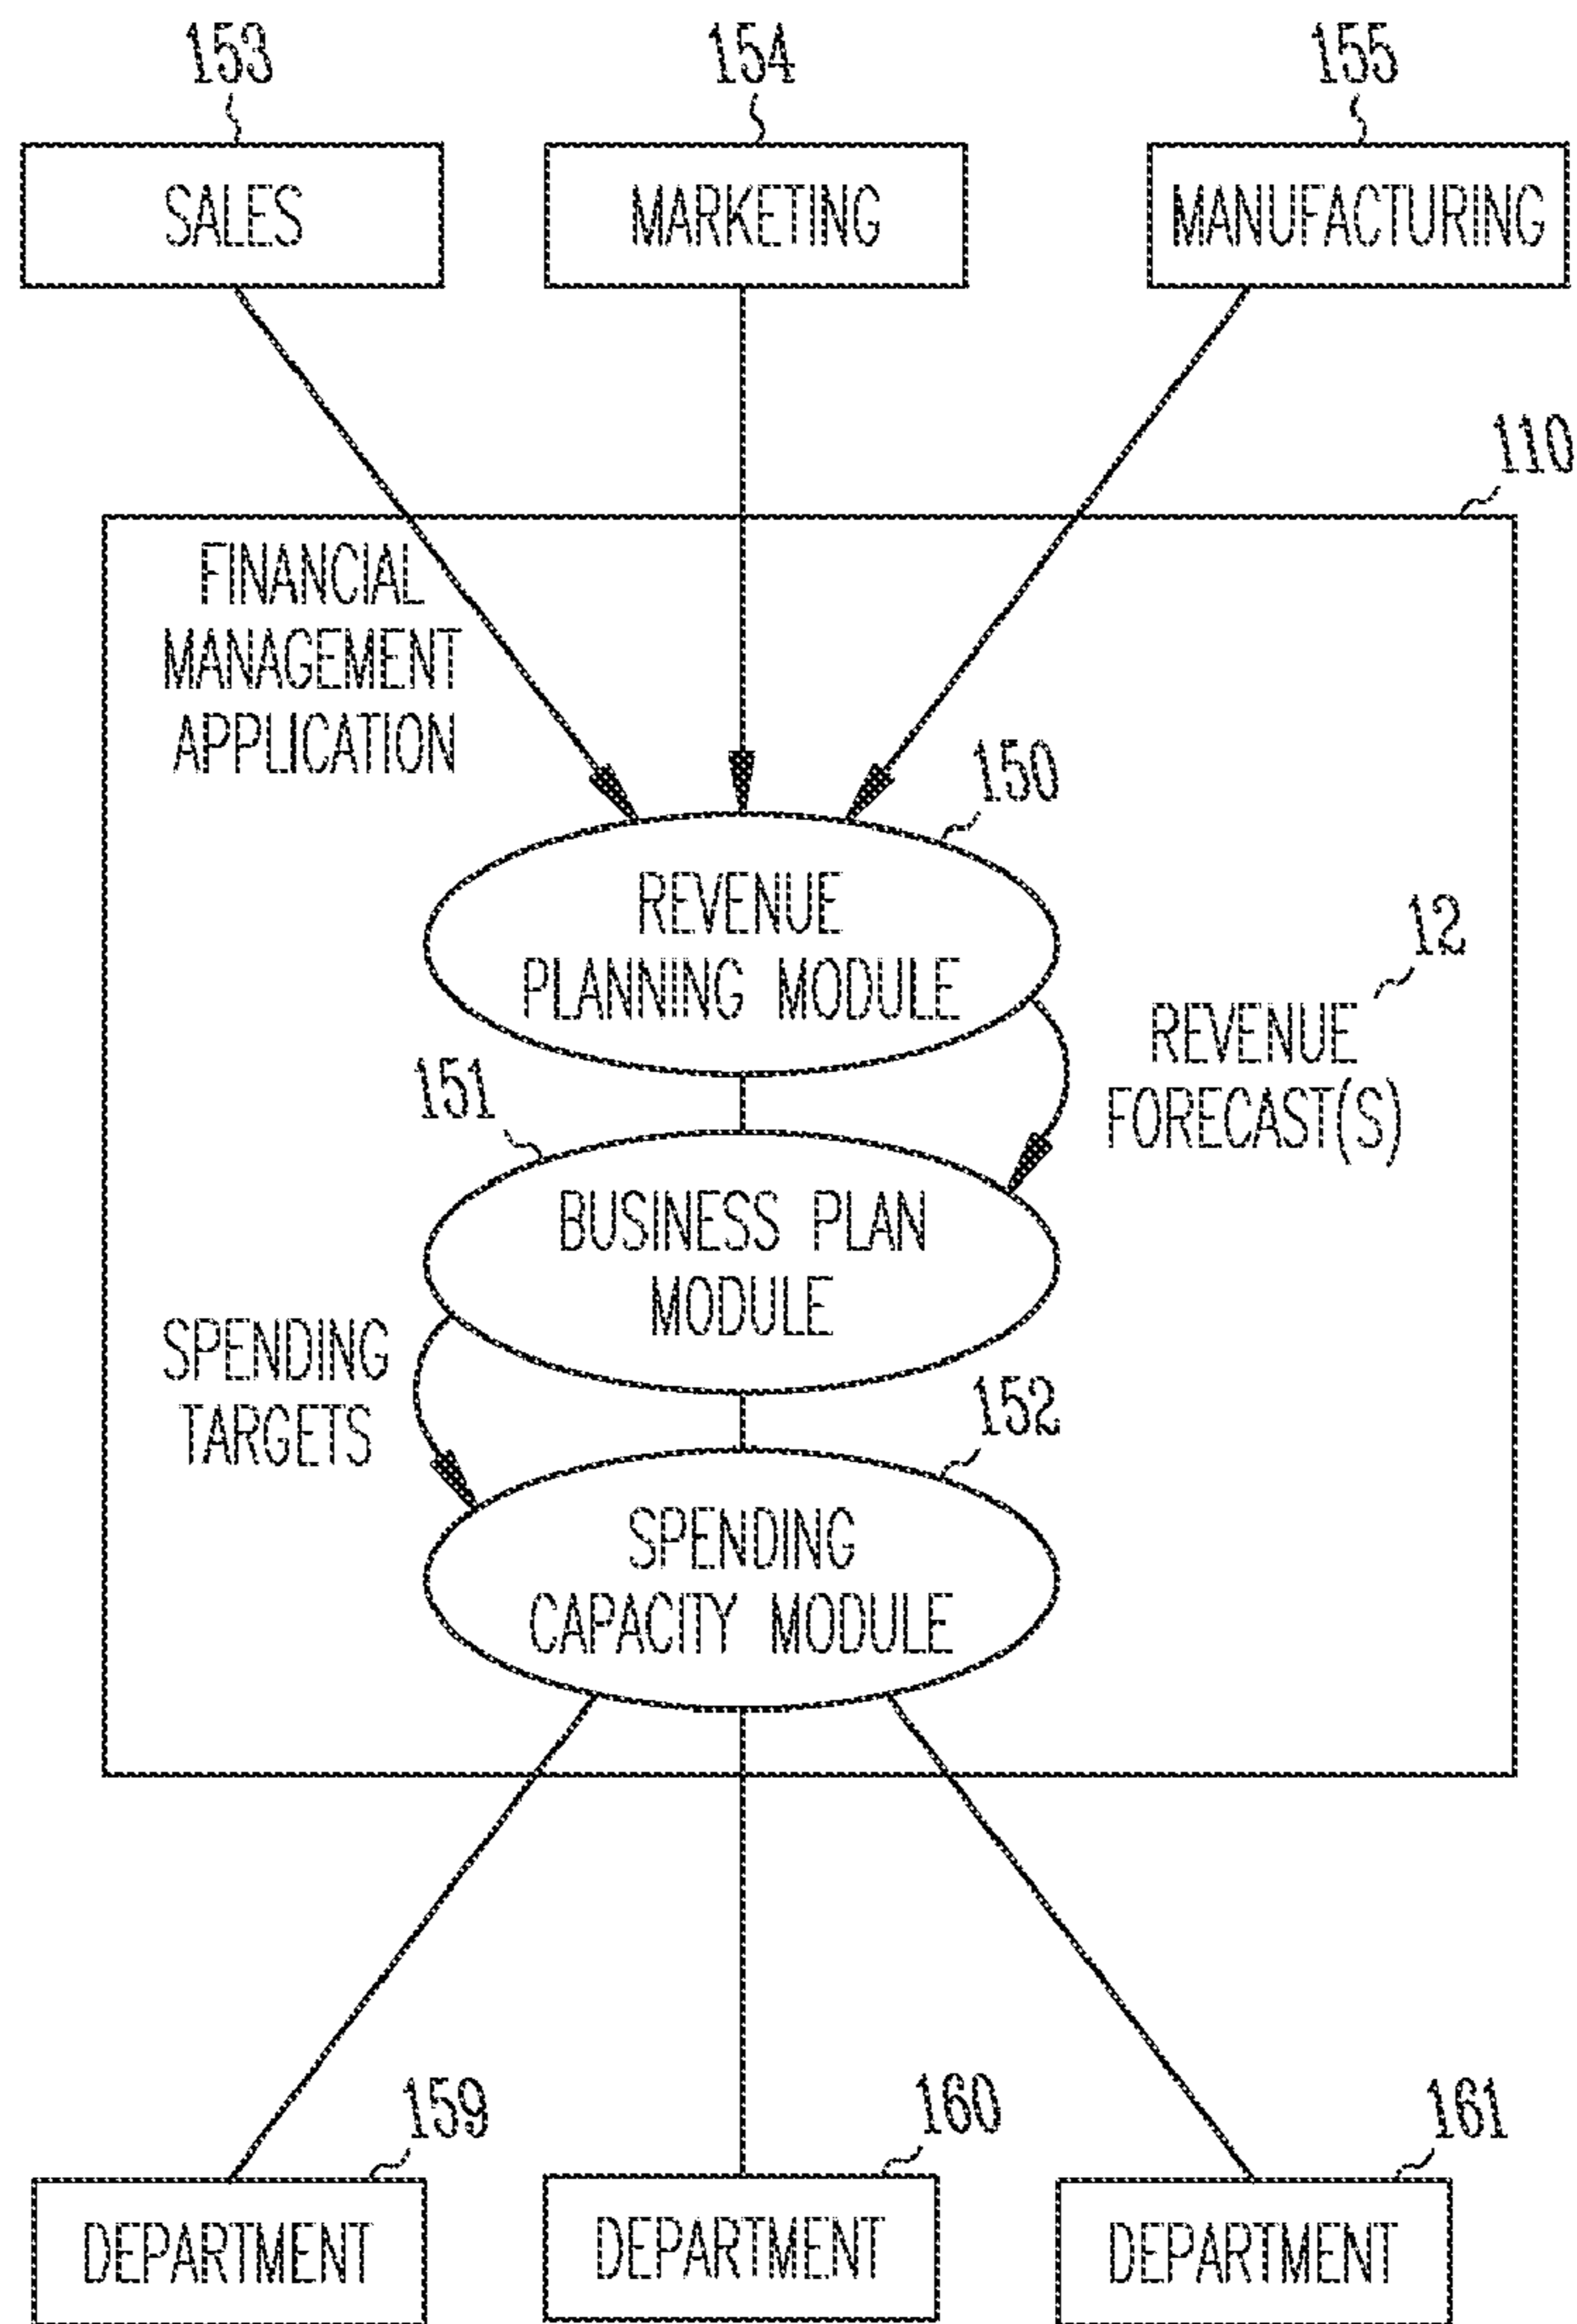 153
154
155
SALES
MARKETING
MANUFACTURING
110
FINANCIAL
MANAGEMENT
APPLICATION
150
REVENUE
PLANNING MODULE
12
REVENUE
FORECAST(S)
151
BUSINESS PLAN
MODULE
SPENDING
TARGETS
152
SPENDING
CAPACITY MODULE
159
160
161
DEPARTMENT
DEPARTMENT
DEPARTMENT